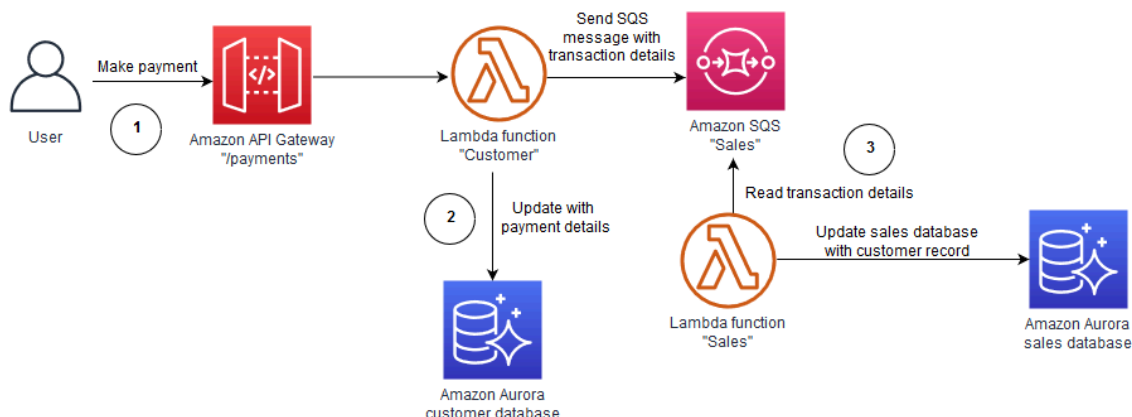 Make payment
1
User
</>
Amazon API Gateway
"/payments"
Lambda function
"Customer"
Send SQS
message with
transaction details
Amazon SQS
"Sales"
2
Update with
payment details
Amazon Aurora
customer database
3
Read transaction details
Lambda function
"Sales"
Update sales database
with customer record
Amazon Aurora
sales database